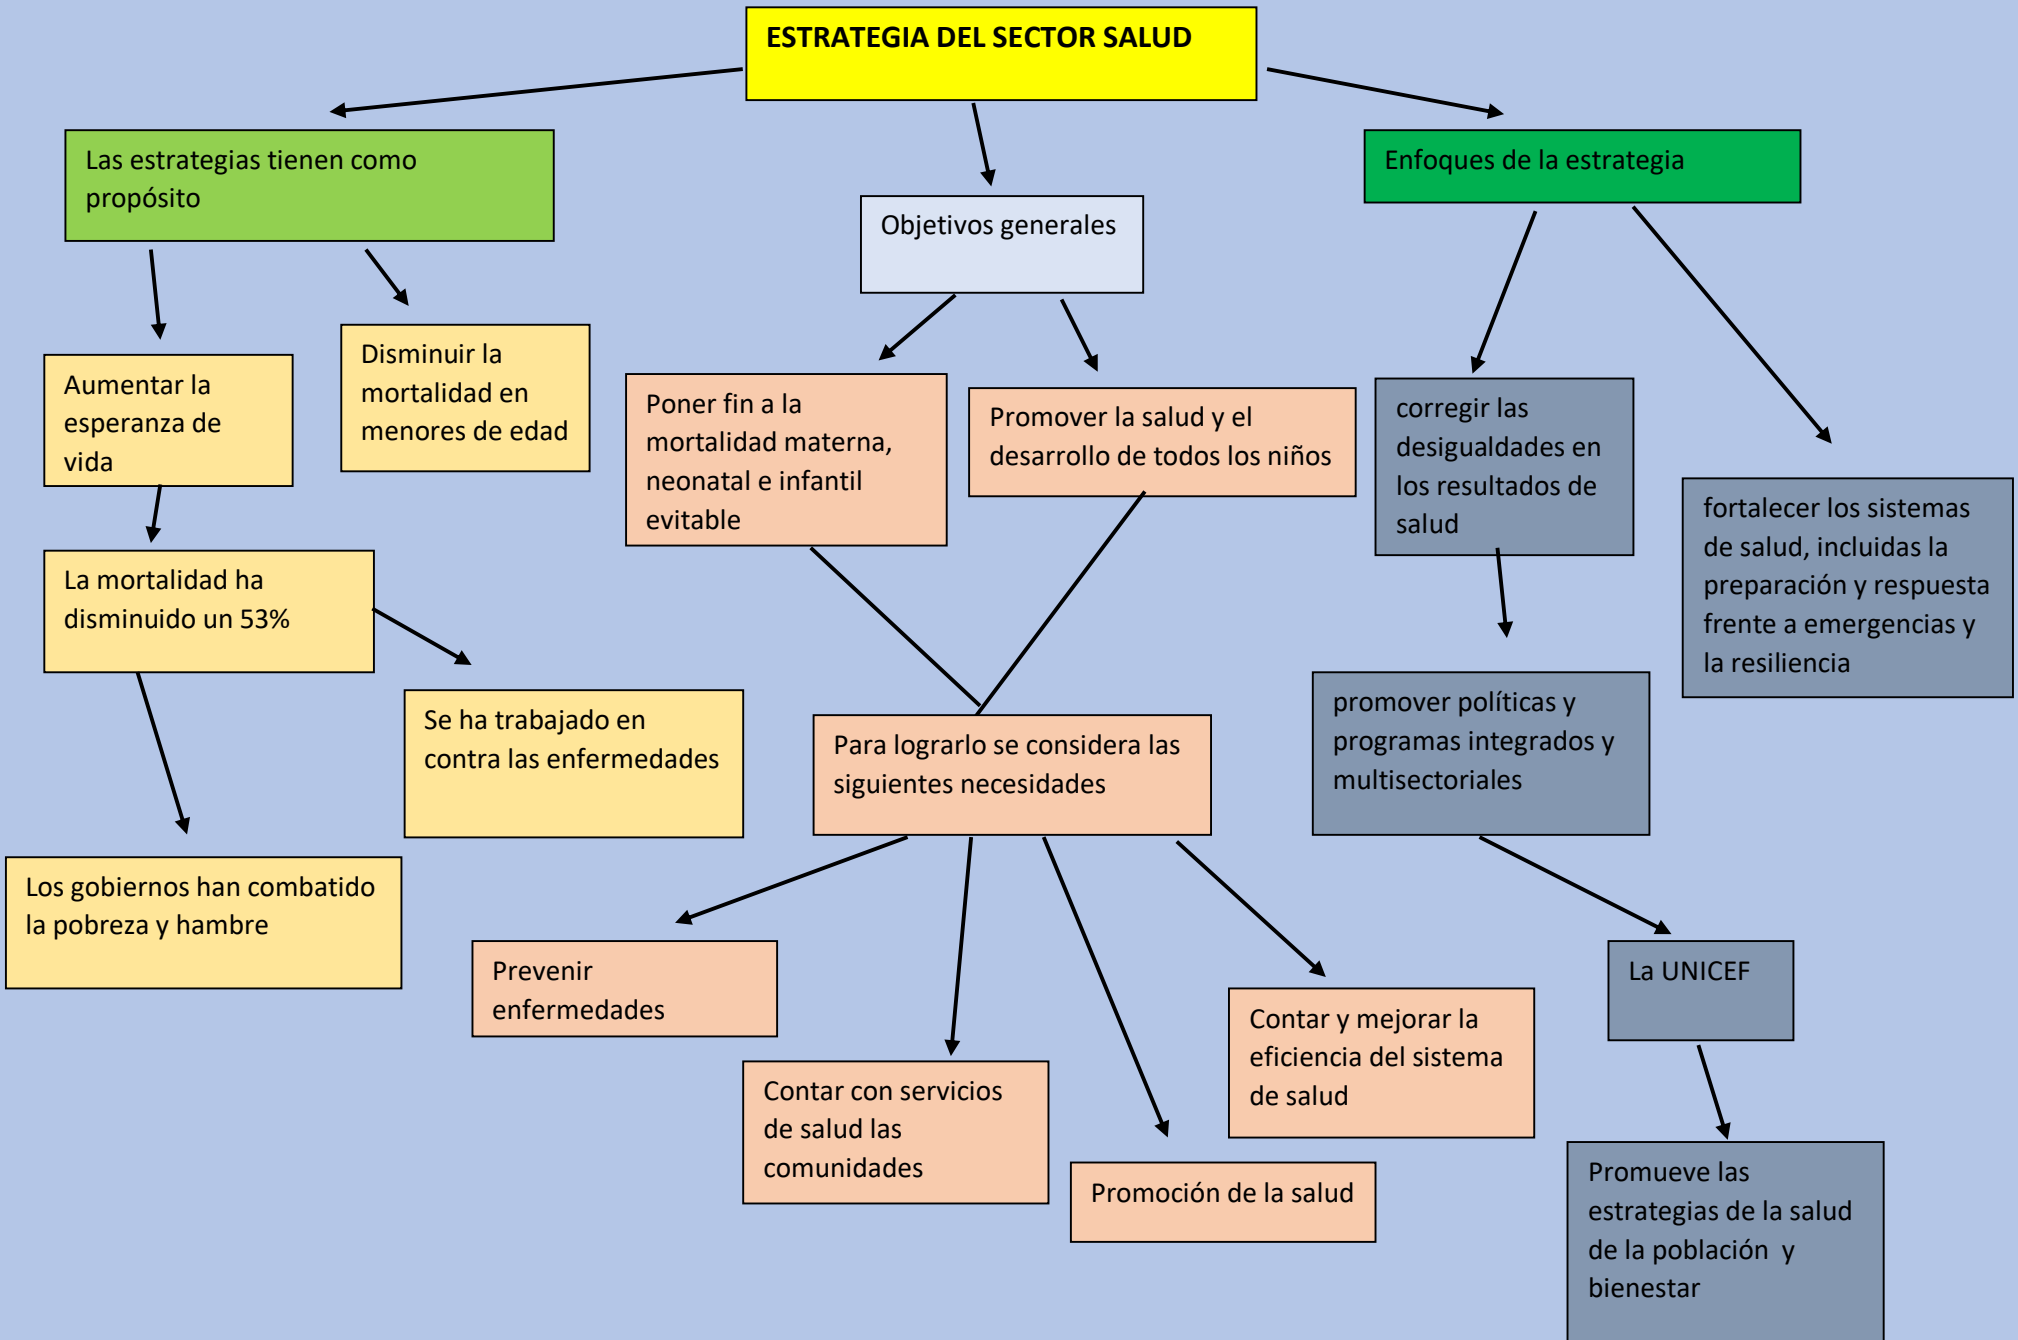 ESTRATEGIA DEL SECTOR SALUD
Las estrategias tienen como
propósito
Enfoques de la estrategia
Objetivos generales
Aumentar la
esperanza de
vida
Disminuir la
mortalidad en
menores de edad
Poner fin a la
mortalidad materna,
neonatal e infantil
evitable
Promover la salud y el
desarrollo de todos los niños
corregir las
desigualdades en
los resultados de
salud
fortalecer los sistemas
de salud, incluidas la
preparación y respuesta
frente a emergencias y
la resiliencia
La mortalidad ha
disminuido un 53%
Se ha trabajado en
contra las enfermedades
Para lograrlo se considera las
siguientes necesidades
promover políticas y
programas integrados y
multisectoriales
Los gobiernos han combatido
la pobreza y hambre
Prevenir
enfermedades
Contar con servicios
de salud las
comunidades
Promoción de la salud
Contar y mejorar la
eficiencia del sistema
de salud
La UNICEF
Promueve las
estrategias de la salud
de la población  y
bienestar